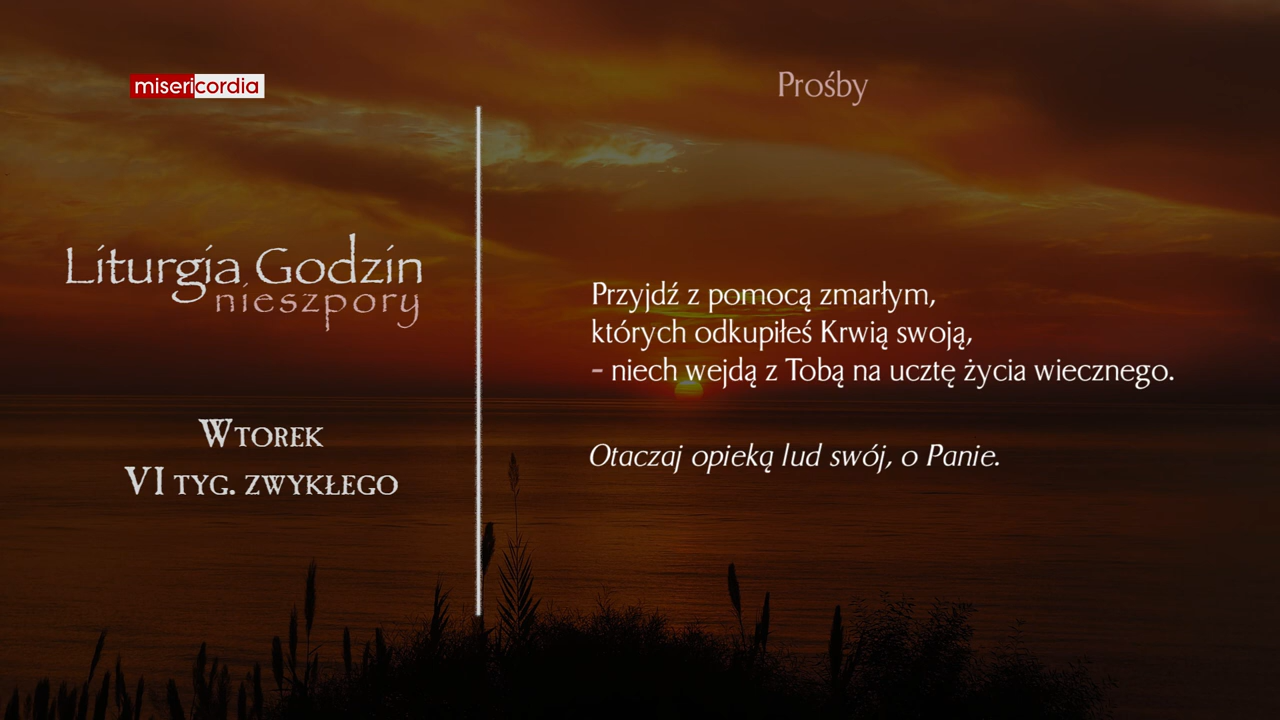 misericordia
Liturgia Godzin
nieszpory
Wtorek
VI tyg. zwykłego
Prośby
Przyjdź z pomocą zmarłym,
których odkupiłeś Krwią swoją,
– niech wejdą z Tobą na ucztę życia wiecznego.
Otaczaj opieką lud swój, o Panie.